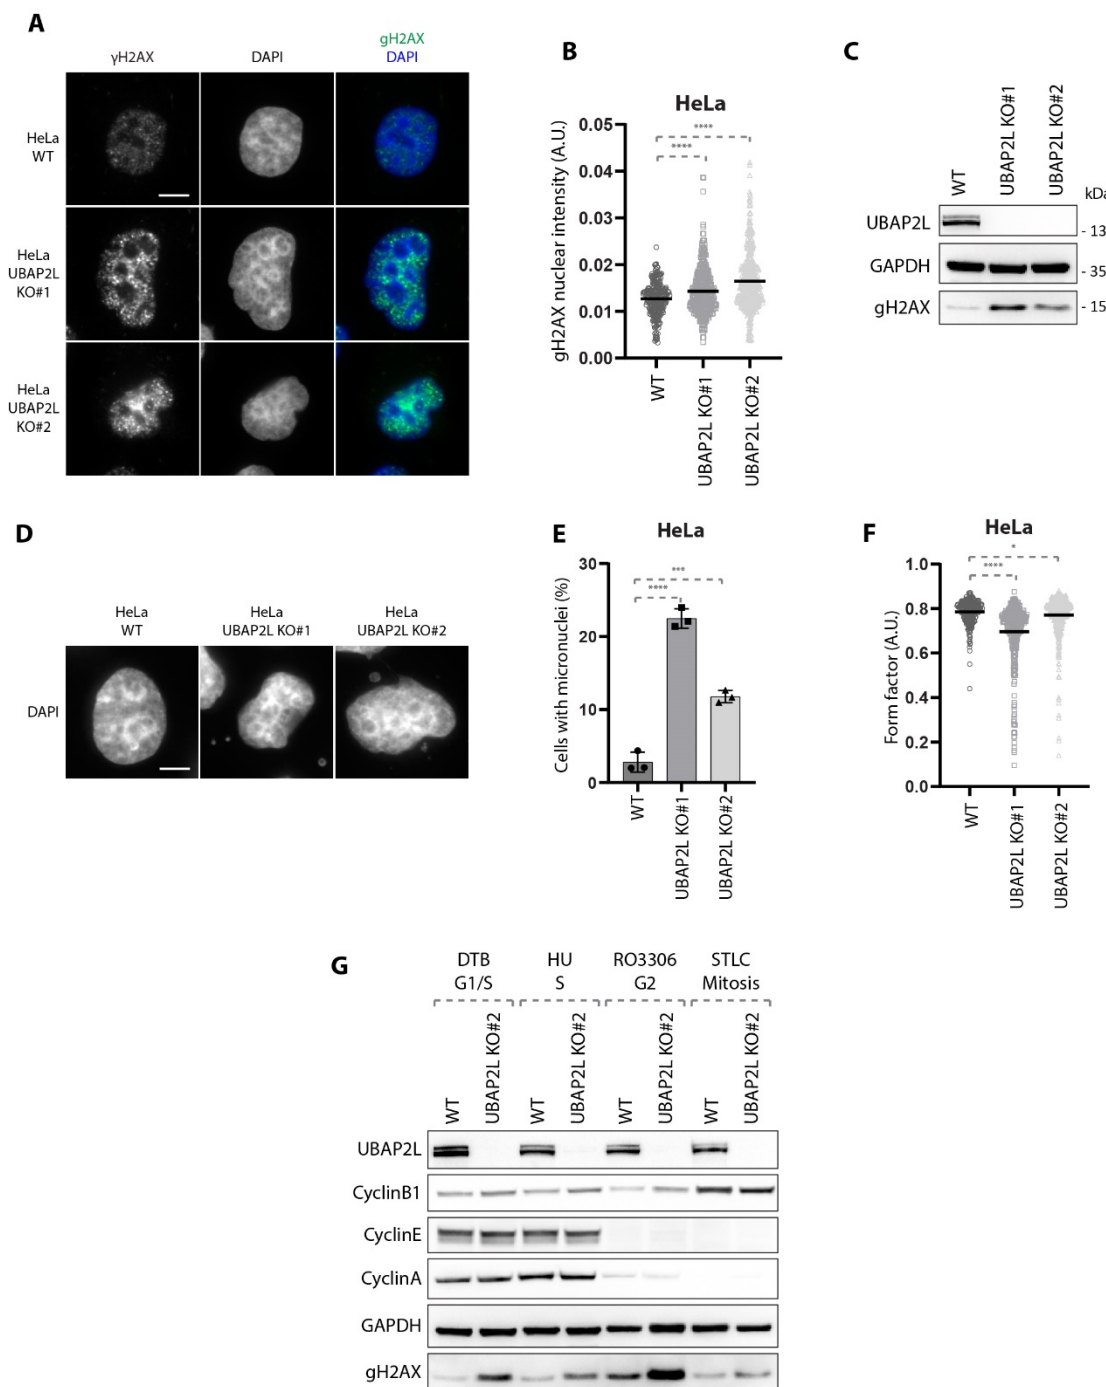 A
γH2AX
DAPI
gH2AX
DAPI
HeLa
WT
HeLa
UBAP2L
KO#1
HeLa
UBAP2L
KO#2
B
HeLa
gH2AX nuclear intensity (A.U.)
0.05
0.04
0.03
0.02
0.01
0.00
****
****
WT
UBAP2L KO#1
UBAP2L KO#2
C
WT
UBAP2L KO#1
UBAP2L KO#2
kDa
UBAP2L
- 13
GAPDH
- 35
gH2AX
- 15
D
HeLa
WT
HeLa
UBAP2L KO#1
HeLa
UBAP2L KO#2
DAPI
E
HeLa
Cells with micronuclei (%)
30
20
10
0
***
****
WT
UBAP2L KO#1
UBAP2L KO#2
F
HeLa
Form factor (A.U.)
1.0
0.8
0.6
0.4
0.2
0.0
*
****
WT
UBAP2L KO#1
UBAP2L KO#2
G
DTB
G1/S
HU
S
RO3306
G2
STLC
Mitosis
WT
UBAP2L KO#2
WT
UBAP2L KO#2
WT
UBAP2L KO#2
WT
UBAP2L KO#2
UBAP2L
CyclinB1
CyclinE
CyclinA
GAPDH
gH2AX